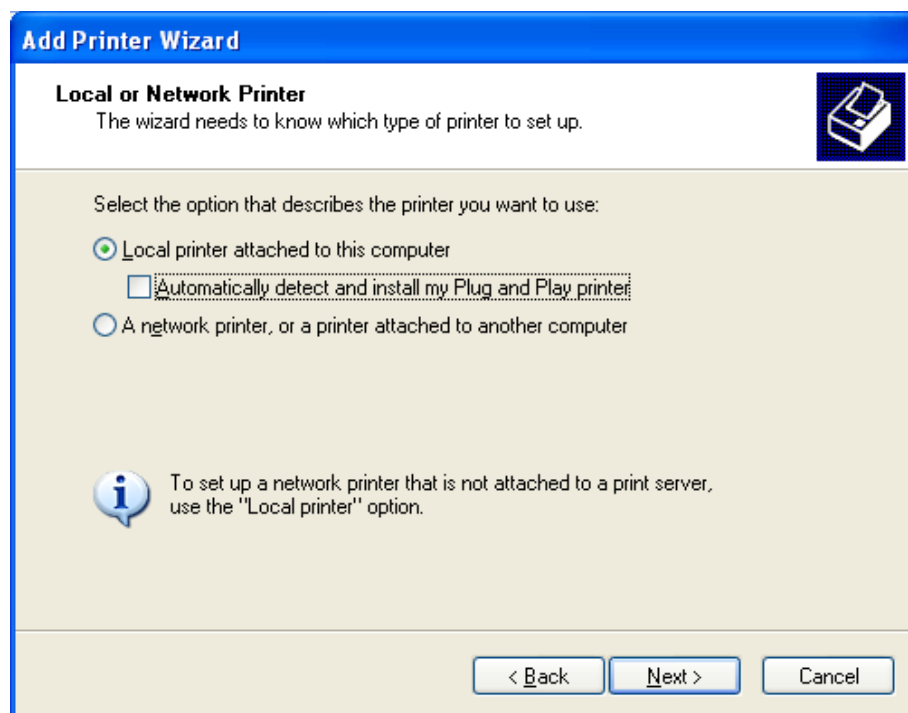 Add Printer Wizard
Local or Network Printer
The wizard needs to know which type of printer to set up.
Select the option that describes the printer you want to use:
Local printer attached to this computer
Automatically detect and install my Plug and Play printer
A network printer, or a printer attached to another computer
To set up a network printer that is not attached to a print server,
use the "Local printer" option.
< Back Next > Cancel